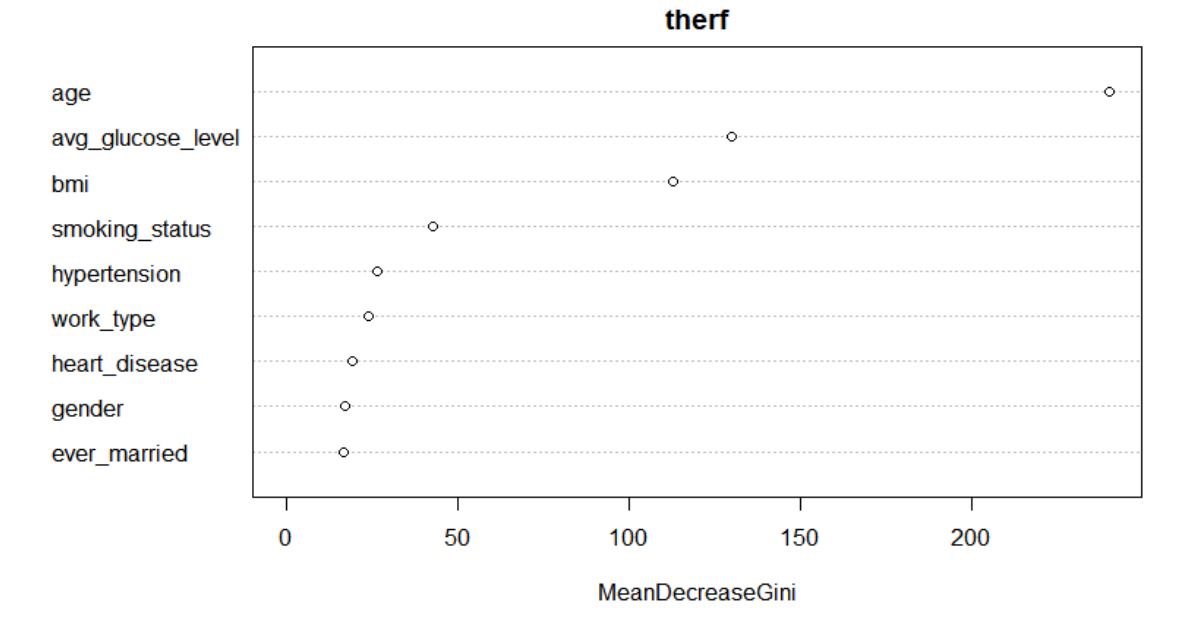 therf
age
avg_glucose_level
bmi
smoking_status
hypertension
work_type
heart_disease
gender
ever_married
0 50 100 150 200
MeanDecreaseGini